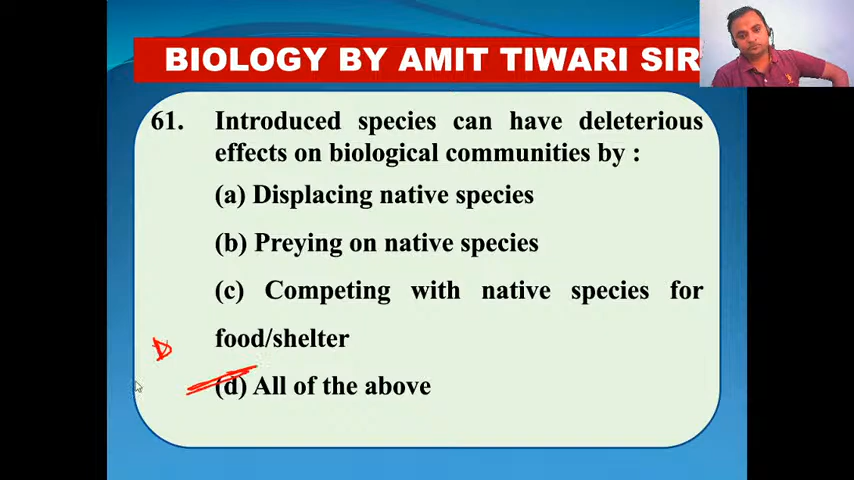 BIOLOGY BY AMIT TIWARI SIR
61. Introduced species can have deleterious
effects on biological communities by :
(a) Displacing native species
(b) Preying on native species
(c) Competing with native species for
food/shelter
D
(d) All of the above